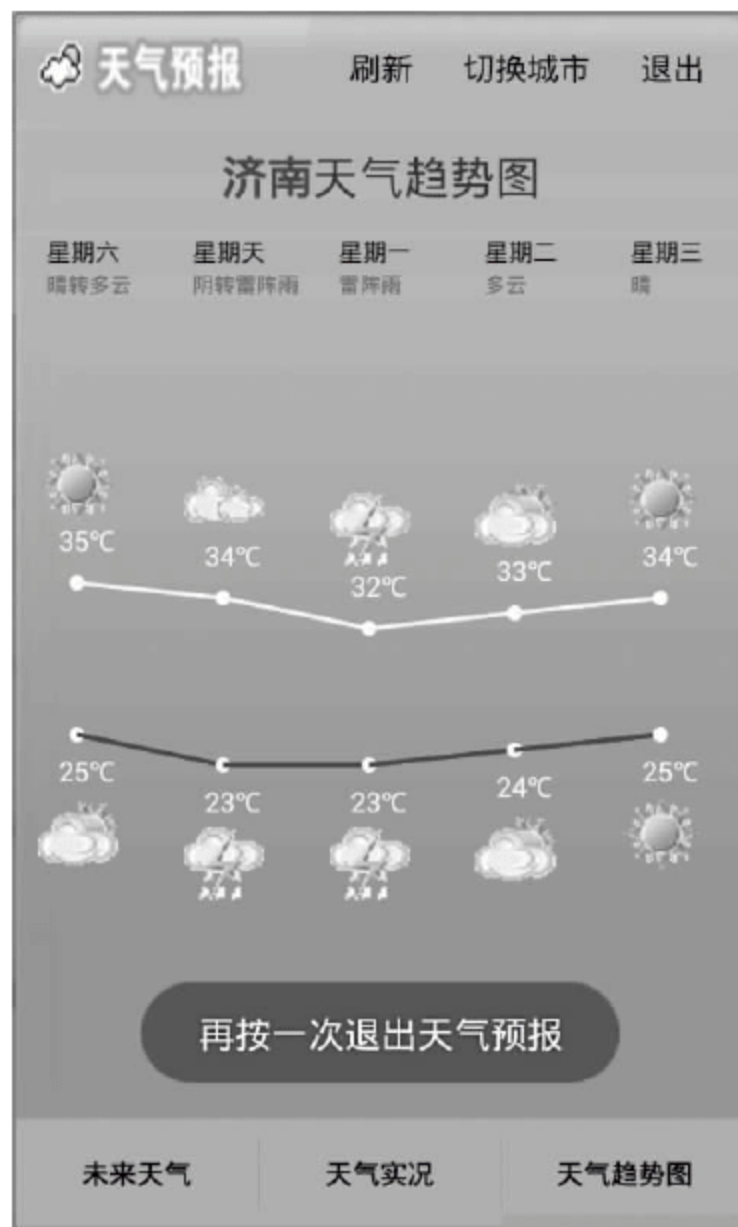 天气预报 刷新 切换城市 退出
济南天气趋势图
星期六 星期天 星期一 星期二 星期三
晴转多云 阴转雷阵雨 雷阵雨 多云 晴
35℃ 34℃ 32℃ 33℃ 34℃
25℃ 23℃ 23℃ 24℃ 25℃
再按一次退出天气预报
未来天气 天气实况 天气趋势图